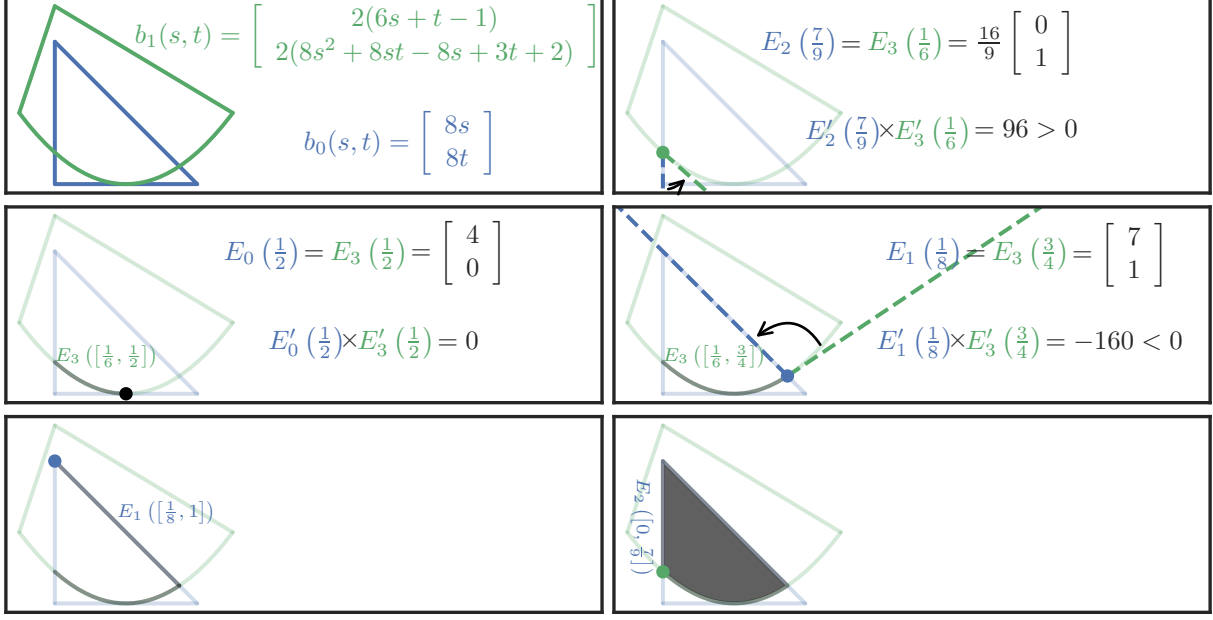 b₁(s, t) = [ 2(6s + t − 1)
2(8s² + 8st − 8s + 3t + 2) ]
b₀(s, t) = [ 8s
8t ]
E₂ (7/9) = E₃ (1/6) = 16/9 [ 0
1 ]
E′₂ (7/9) × E′₃ (1/6) = 96 > 0
E₀ (1/2) = E₃ (1/2) = [ 4
0 ]
E′₀ (1/2) × E′₃ (1/2) = 0
E₃ ([1/6, 1/2])
E₁ (1/8) = E₃ (3/4) = [ 7
1 ]
E′₁ (1/8) × E′₃ (3/4) = −160 < 0
E₃ ([1/6, 3/4])
E₁ ([1/8, 1])
E₂ ([0, 7/9])